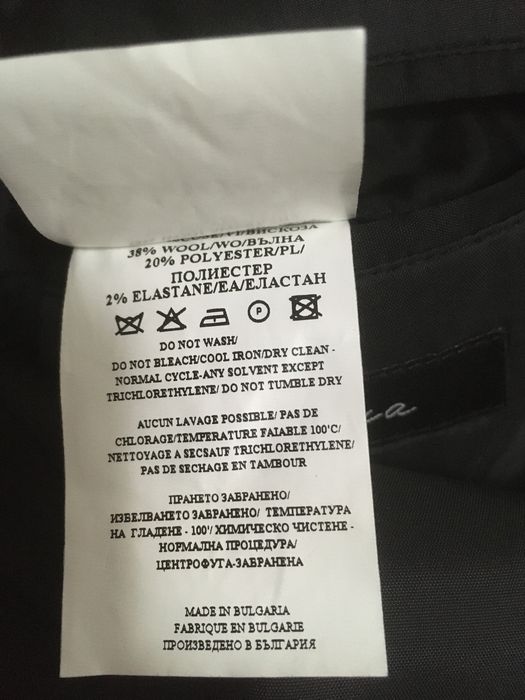 38% WOOL/WO/ВЪЛНА
20% POLYESTER/PL/
ПОЛИЕСТЕР
2% ELASTANE/EA/ЕЛАСТАН
P
DO NOT WASH/
DO NOT BLEACH/COOL IRON/DRY CLEAN -
NORMAL CYCLE-ANY SOLVENT EXCEPT
TRICHLORETHYLENE/ DO NOT TUMBLE DRY
AUCUN LAVAGE POSSIBLE/ PAS DE
CHLORAGE/TEMPERATURE FAIABLE 100'C/
NETTOYAGE A SECSAUF TRICHLORETHYLENE/
PAS DE SECHAGE EN TAMBOUR
ПРАНЕТО ЗАБРАНЕНО/
ИЗБЕЛВАНЕТО ЗАБРАНЕНО/ ТЕМПЕРАТУРА
НА ГЛАДЕНЕ - 100'/ ХИМИЧЕСКО ЧИСТЕНЕ -
НОРМАЛНА ПРОЦЕДУРА/
ЦЕНТРОФУГА-ЗАБРАНЕНА
MADE IN BULGARIA
FABRIQUE EN BULGARIE
ПРОИЗВЕДЕНО В БЪЛГАРИЯ